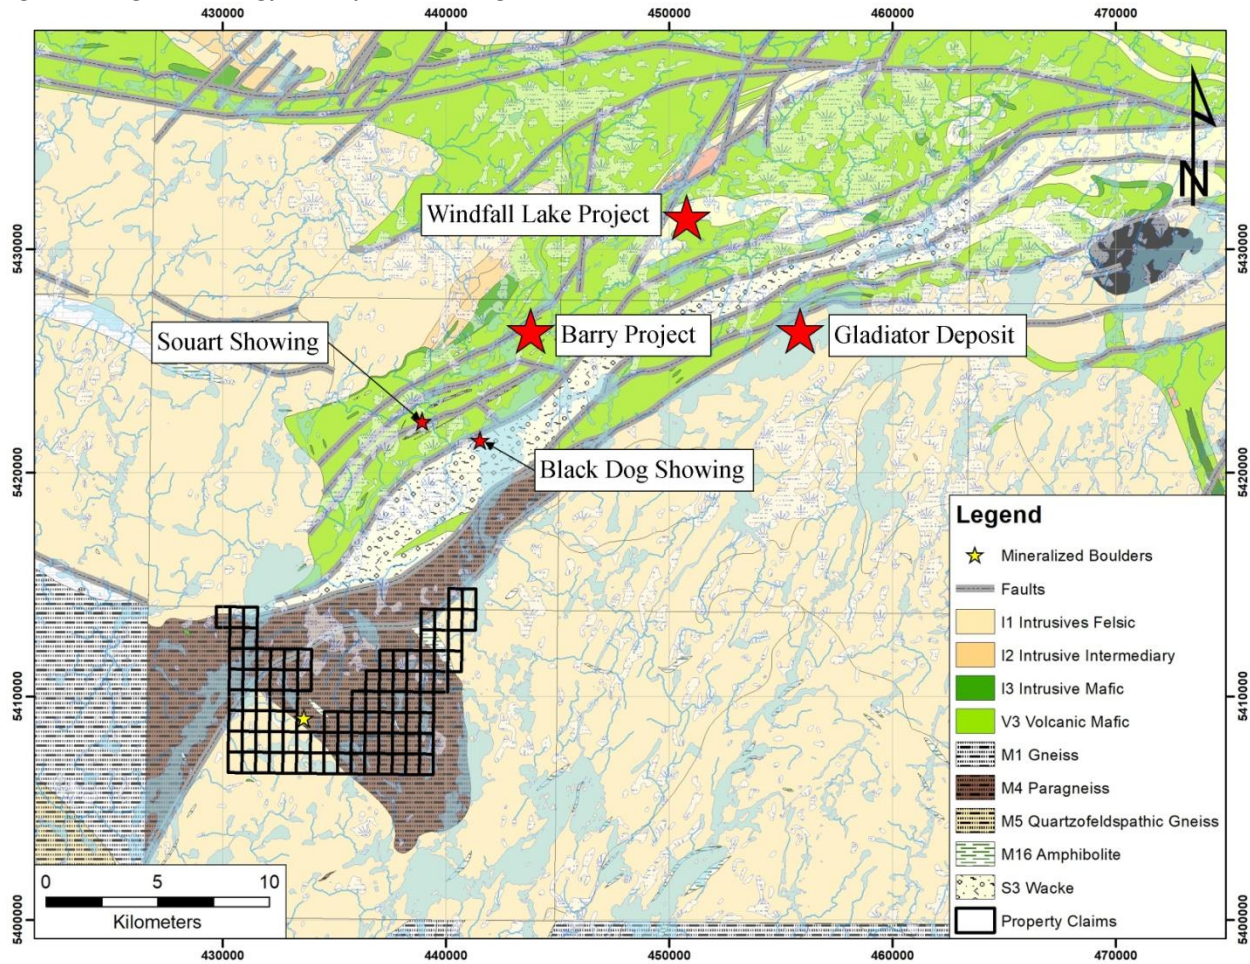 430000
440000
450000
460000
470000
5430000
5420000
5410000
5400000
5430000
5420000
5410000
5400000
N
Windfall Lake Project
Souart Showing
Barry Project
Gladiator Deposit
Black Dog Showing
Legend
Mineralized Boulders
Faults
I1 Intrusives Felsic
I2 Intrusive Intermediary
I3 Intrusive Mafic
V3 Volcanic Mafic
M1 Gneiss
M4 Paragneiss
M5 Quartzofeldspathic Gneiss
M16 Amphibolite
S3 Wacke
Property Claims
0 5 10
Kilometers
430000
440000
450000
460000
470000